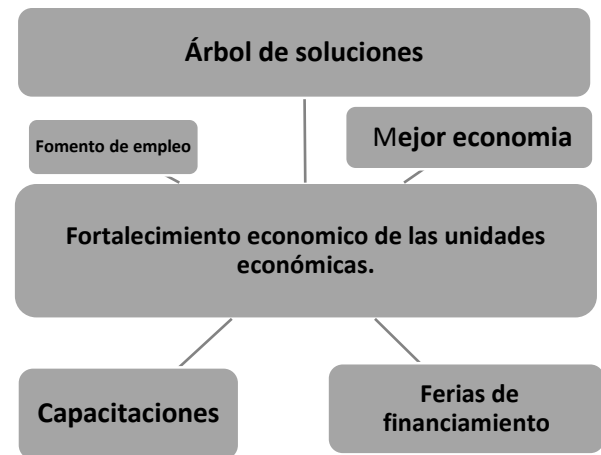 Árbol de soluciones
Fomento de empleo
Mejor economia
Fortalecimiento economico de las unidades
económicas.
Capacitaciones
Ferias de
financiamiento